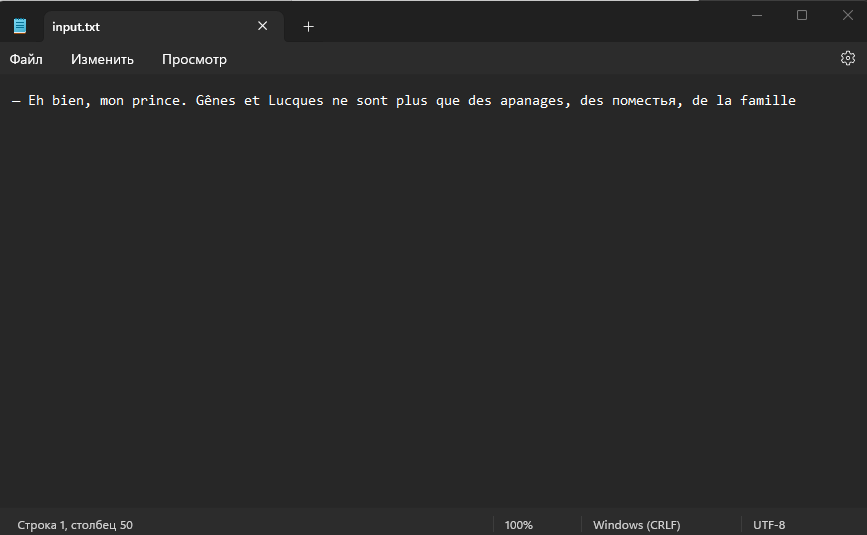 input.txt
Файл Изменить Просмотр
— Eh bien, mon prince. Gênes et Lucques ne sont plus que des apanages, des поместья, de la famille
Строка 1, столбец 50 100% Windows (CRLF) UTF-8